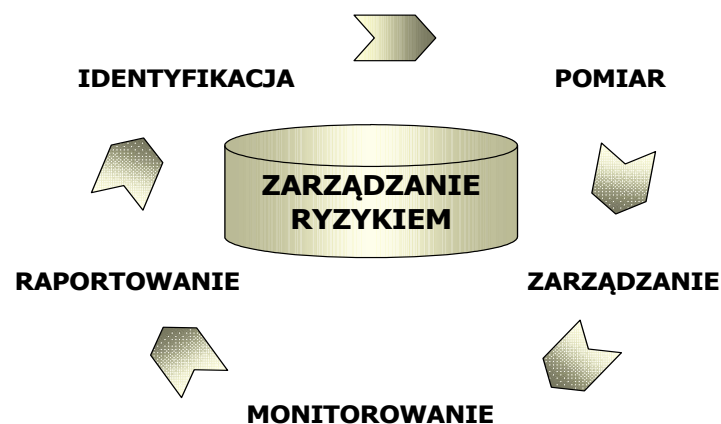 IDENTYFIKACJA
POMIAR
ZARZĄDZANIE
RYZYKIEM
RAPORTOWANIE
ZARZĄDZANIE
MONITOROWANIE